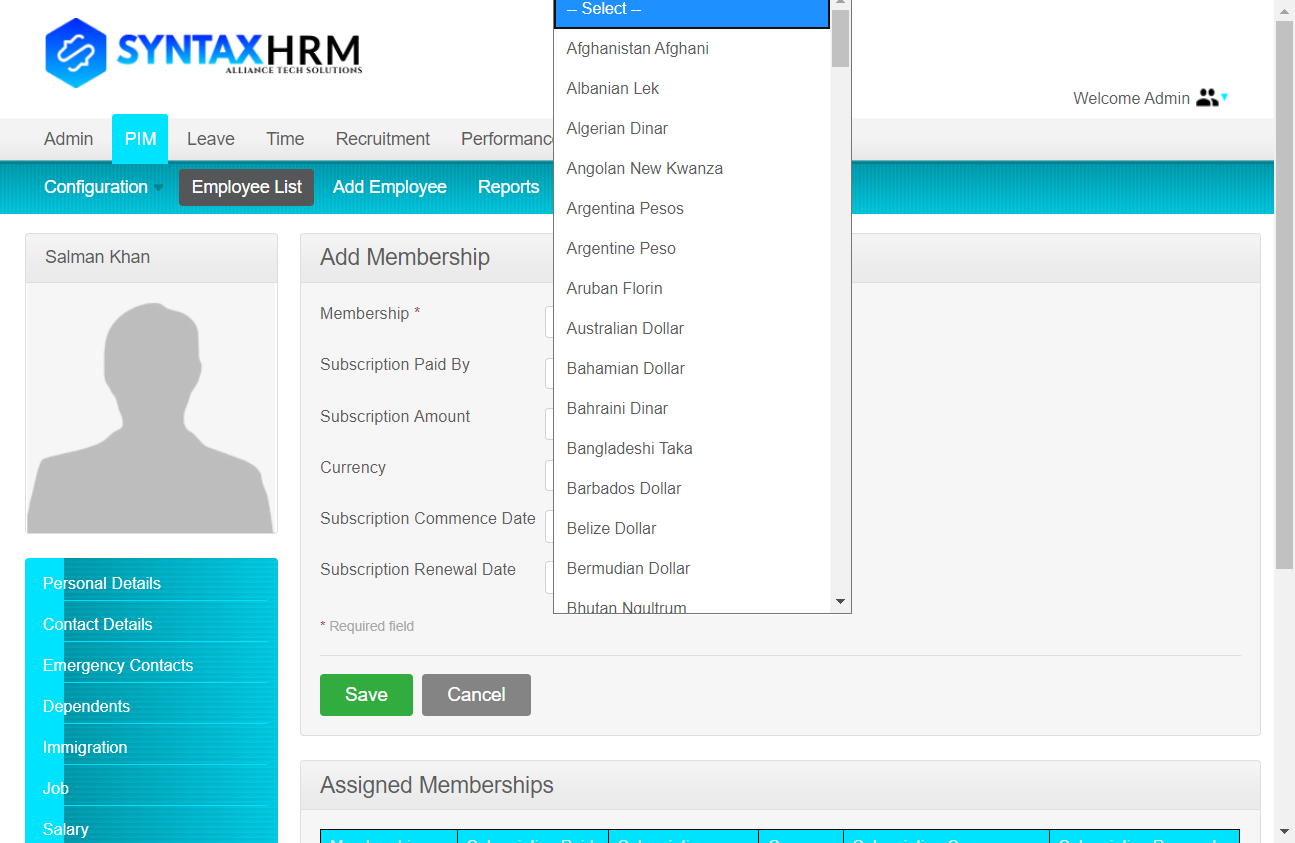 SYNTAXHRM
ALLIANCE TECH SOLUTIONS
Welcome Admin
Admin PIM Leave Time Recruitment Performance
Configuration Employee List Add Employee Reports
-- Select --
Afghanistan Afghani
Albanian Lek
Algerian Dinar
Angolan New Kwanza
Argentina Pesos
Argentine Peso
Aruban Florin
Australian Dollar
Bahamian Dollar
Bahraini Dinar
Bangladeshi Taka
Barbados Dollar
Belize Dollar
Bermudian Dollar
Bhutan Ngultrum
Salman Khan
Personal Details
Contact Details
Emergency Contacts
Dependents
Immigration
Job
Salary
Add Membership
Membership *
Subscription Paid By
Subscription Amount
Currency
Subscription Commence Date
Subscription Renewal Date
* Required field
Save Cancel
Assigned Memberships